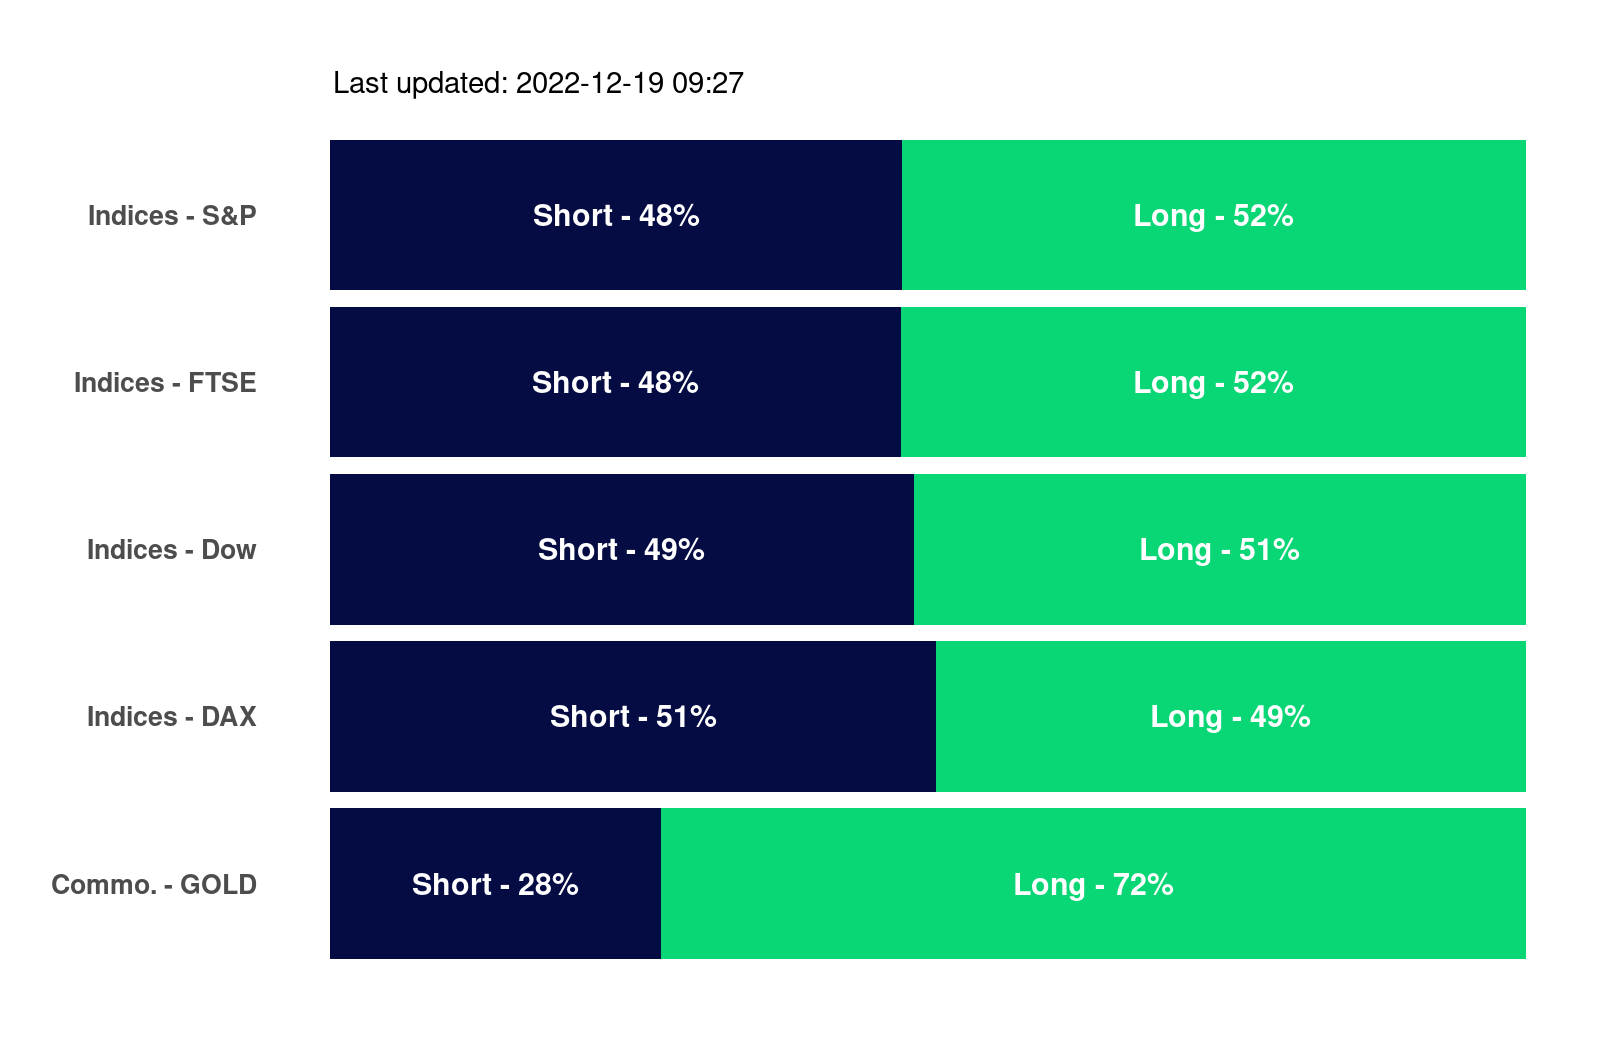 Last updated: 2022-12-19 09:27
Indices - S&P Short - 48% Long - 52%
Indices - FTSE Short - 48% Long - 52%
Indices - Dow Short - 49% Long - 51%
Indices - DAX Short - 51% Long - 49%
Commo. - GOLD Short - 28% Long - 72%